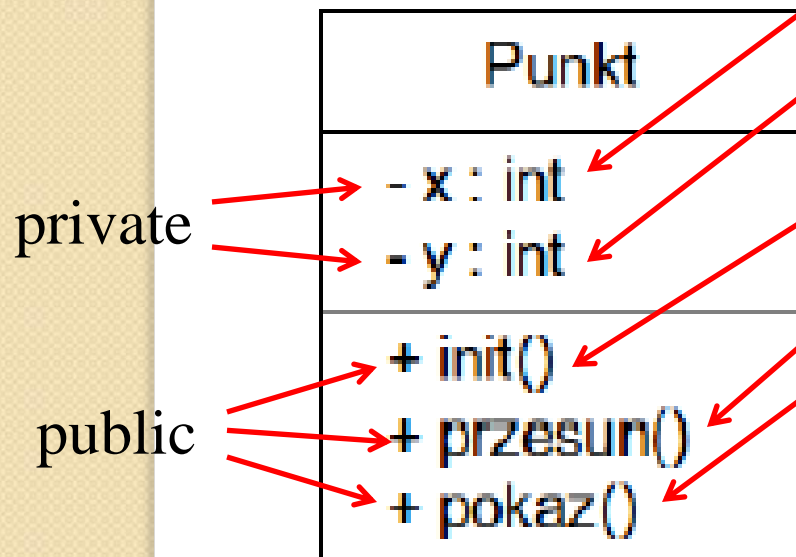 Punkt
- x : int
private
- y : int
+ init()
public
+ przesun()
+ pokaz()